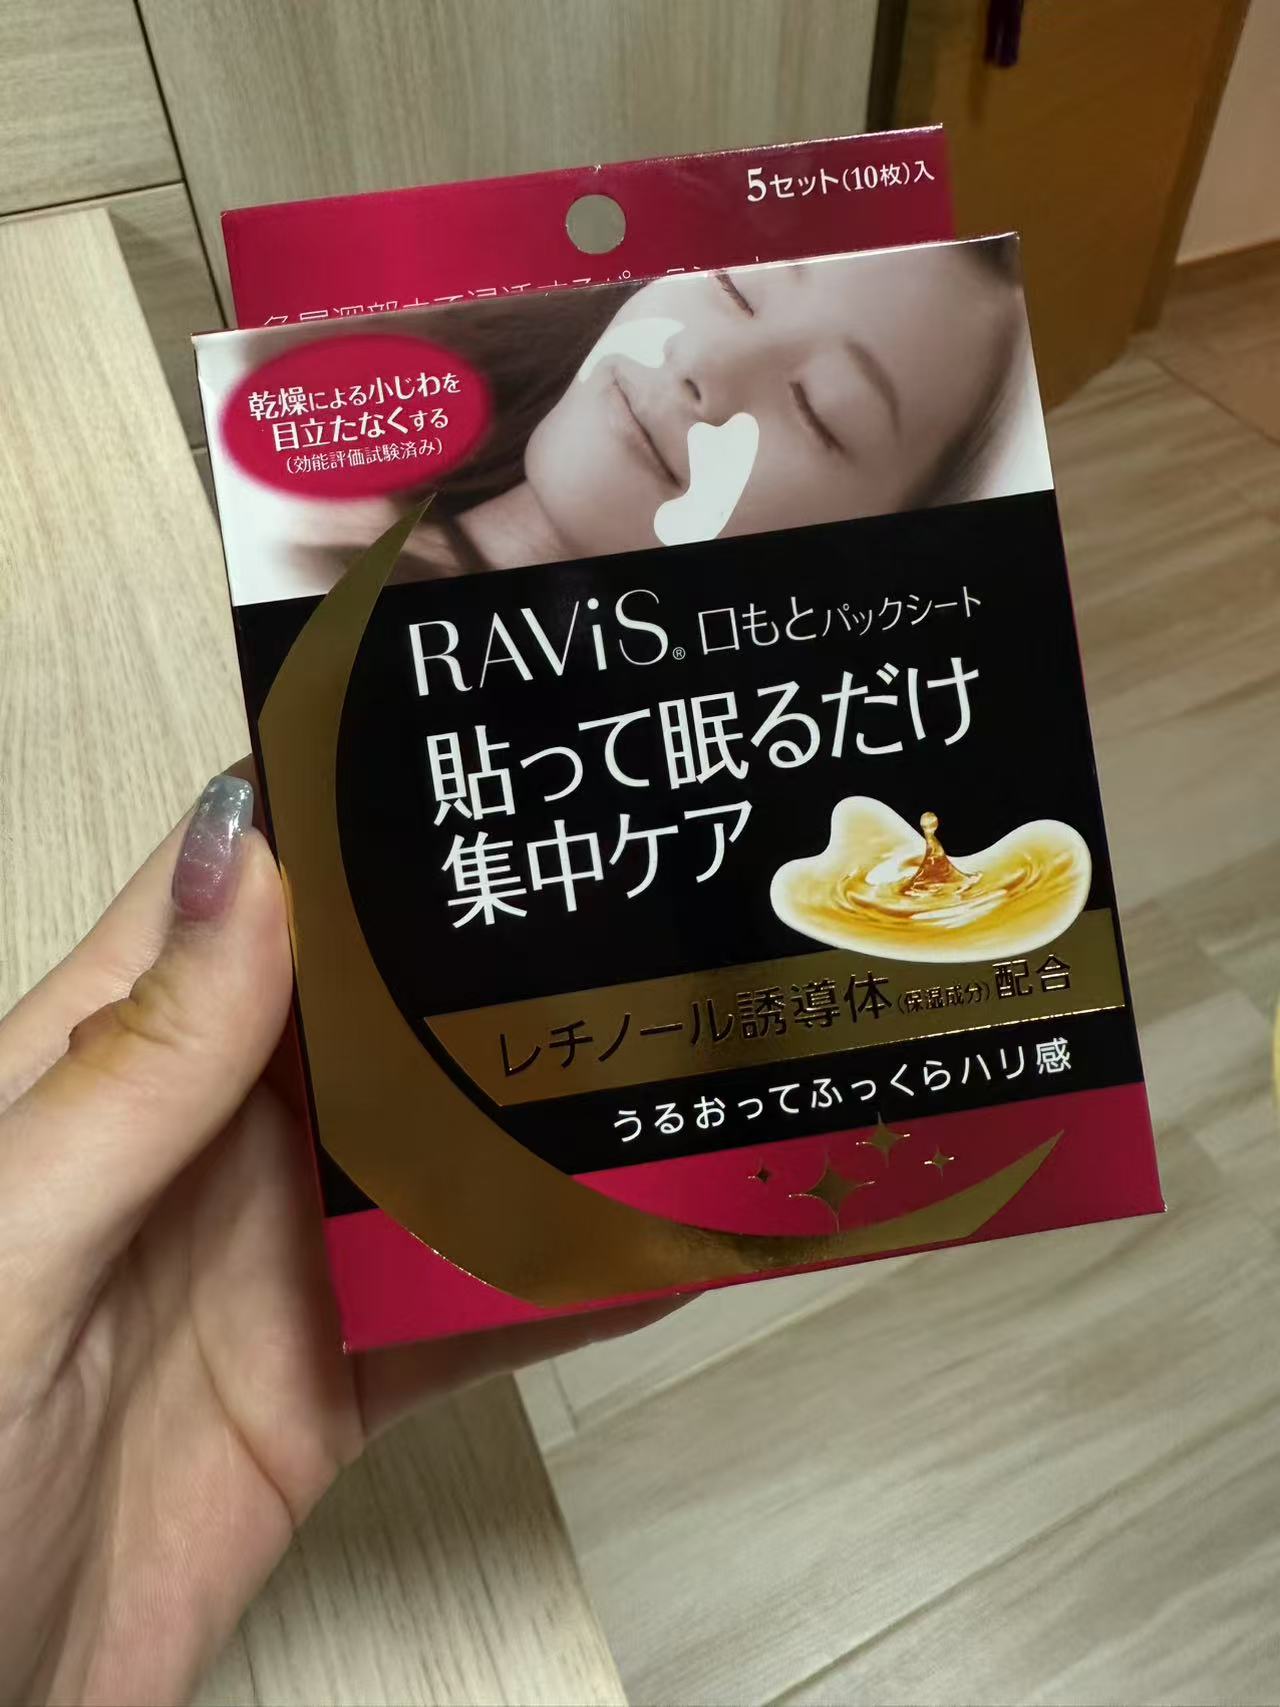 5セット(10枚)入
乾燥による小じわを
目立たなくする
(効能評価試験済み)
RAViS® 口もとパックシート
貼って眠るだけ
集中ケア
レチノール誘導体(保湿成分)配合
うるおってふっくらハリ感